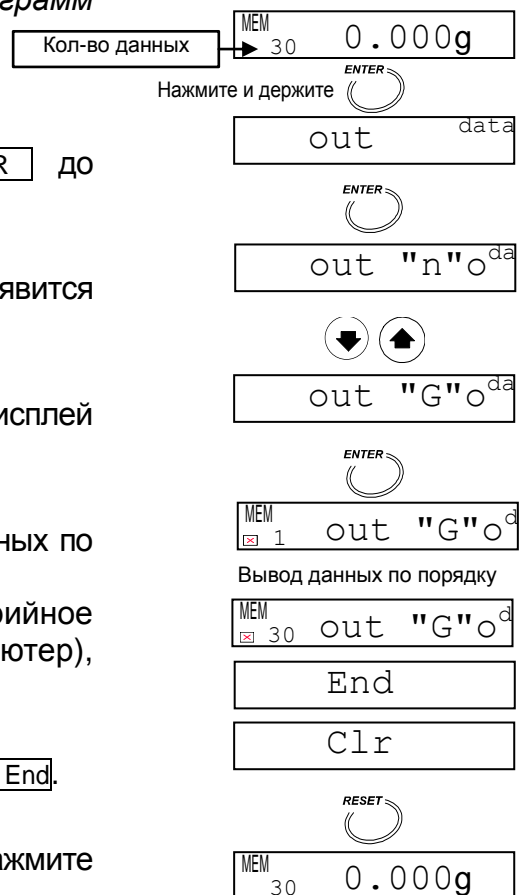 грамм
MEM
Кол-во данных
30 0.000g
Нажмите и держите
ENTER
out data
R до
ENTER
out "n"o da
явится
out "G"o da
исплей
ENTER
MEM
1 out "G"o d
ных по
Вывод данных по порядку
рийное
MEM
30 out "G"o d
ютер),
End
Clr
End.
RESET
ажмите
MEM
30 0.000g